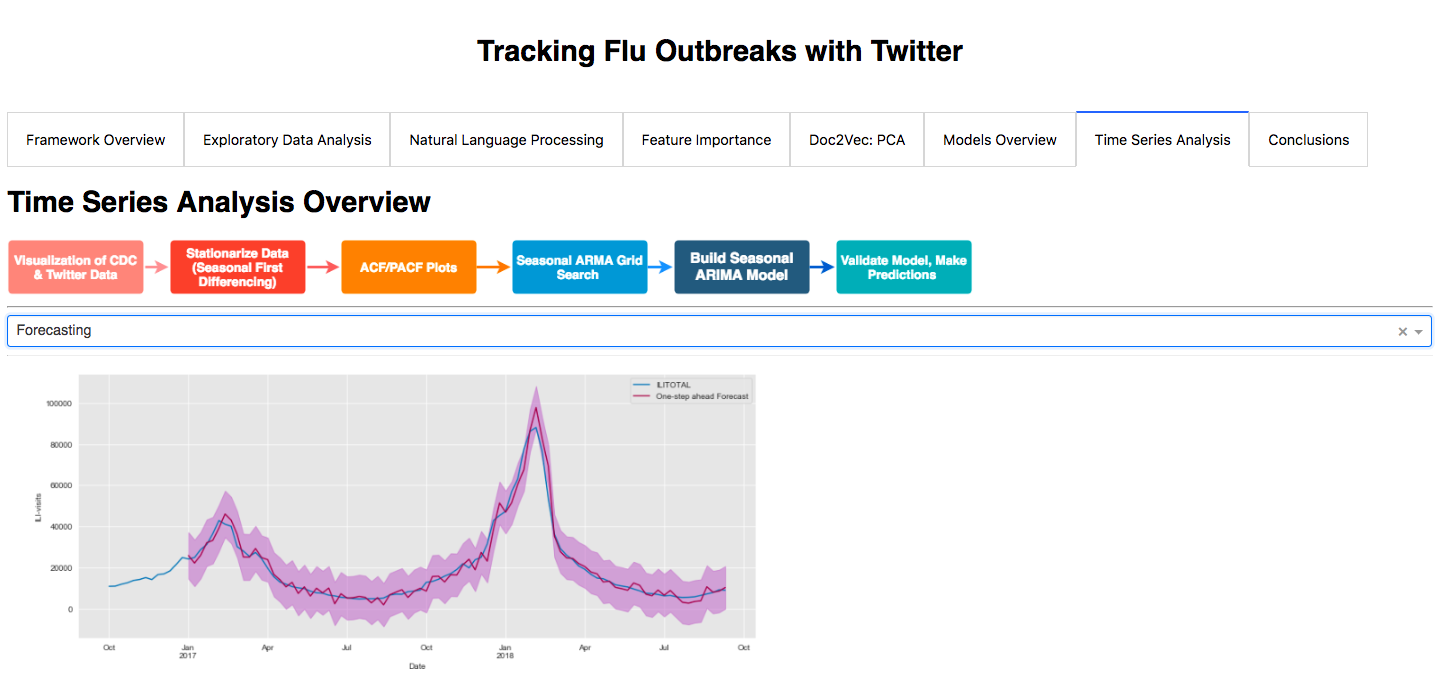 Tracking Flu Outbreaks with Twitter
Framework Overview
Exploratory Data Analysis
Natural Language Processing
Feature Importance
Doc2Vec: PCA
Models Overview
Time Series Analysis
Conclusions
Time Series Analysis Overview
Visualization of CDC
& Twitter Data
Stationarize Data
(Seasonal First
Differencing)
ACF/PACF Plots
Seasonal ARMA Grid
Search
Build Seasonal
ARIMA Model
Validate Model, Make
Predictions
Forecasting
ILITOTAL
One-step ahead Forecast
100000
80000
60000
40000
20000
0
ILI-visits
Oct
Jan
2017
Apr
Jul
Oct
Jan
2018
Apr
Jul
Oct
Date